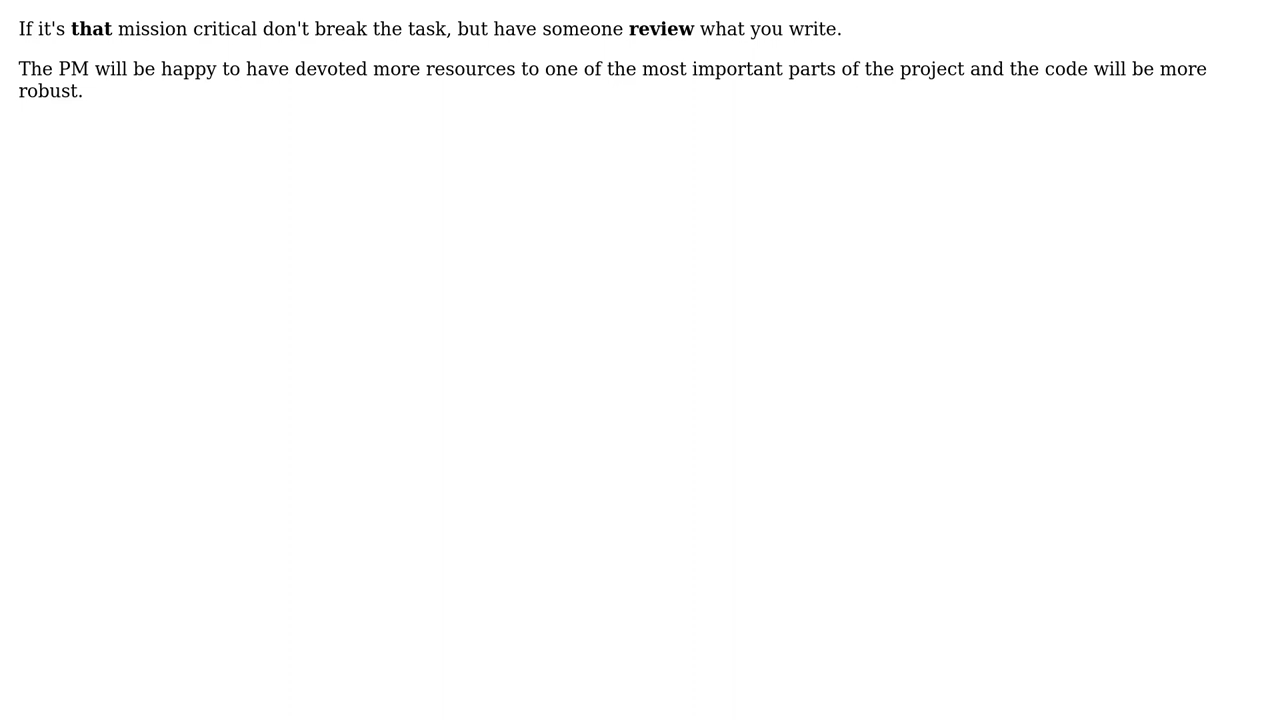 If it's that mission critical don't break the task, but have someone review what you write.
The PM will be happy to have devoted more resources to one of the most important parts of the project and the code will be more
robust.